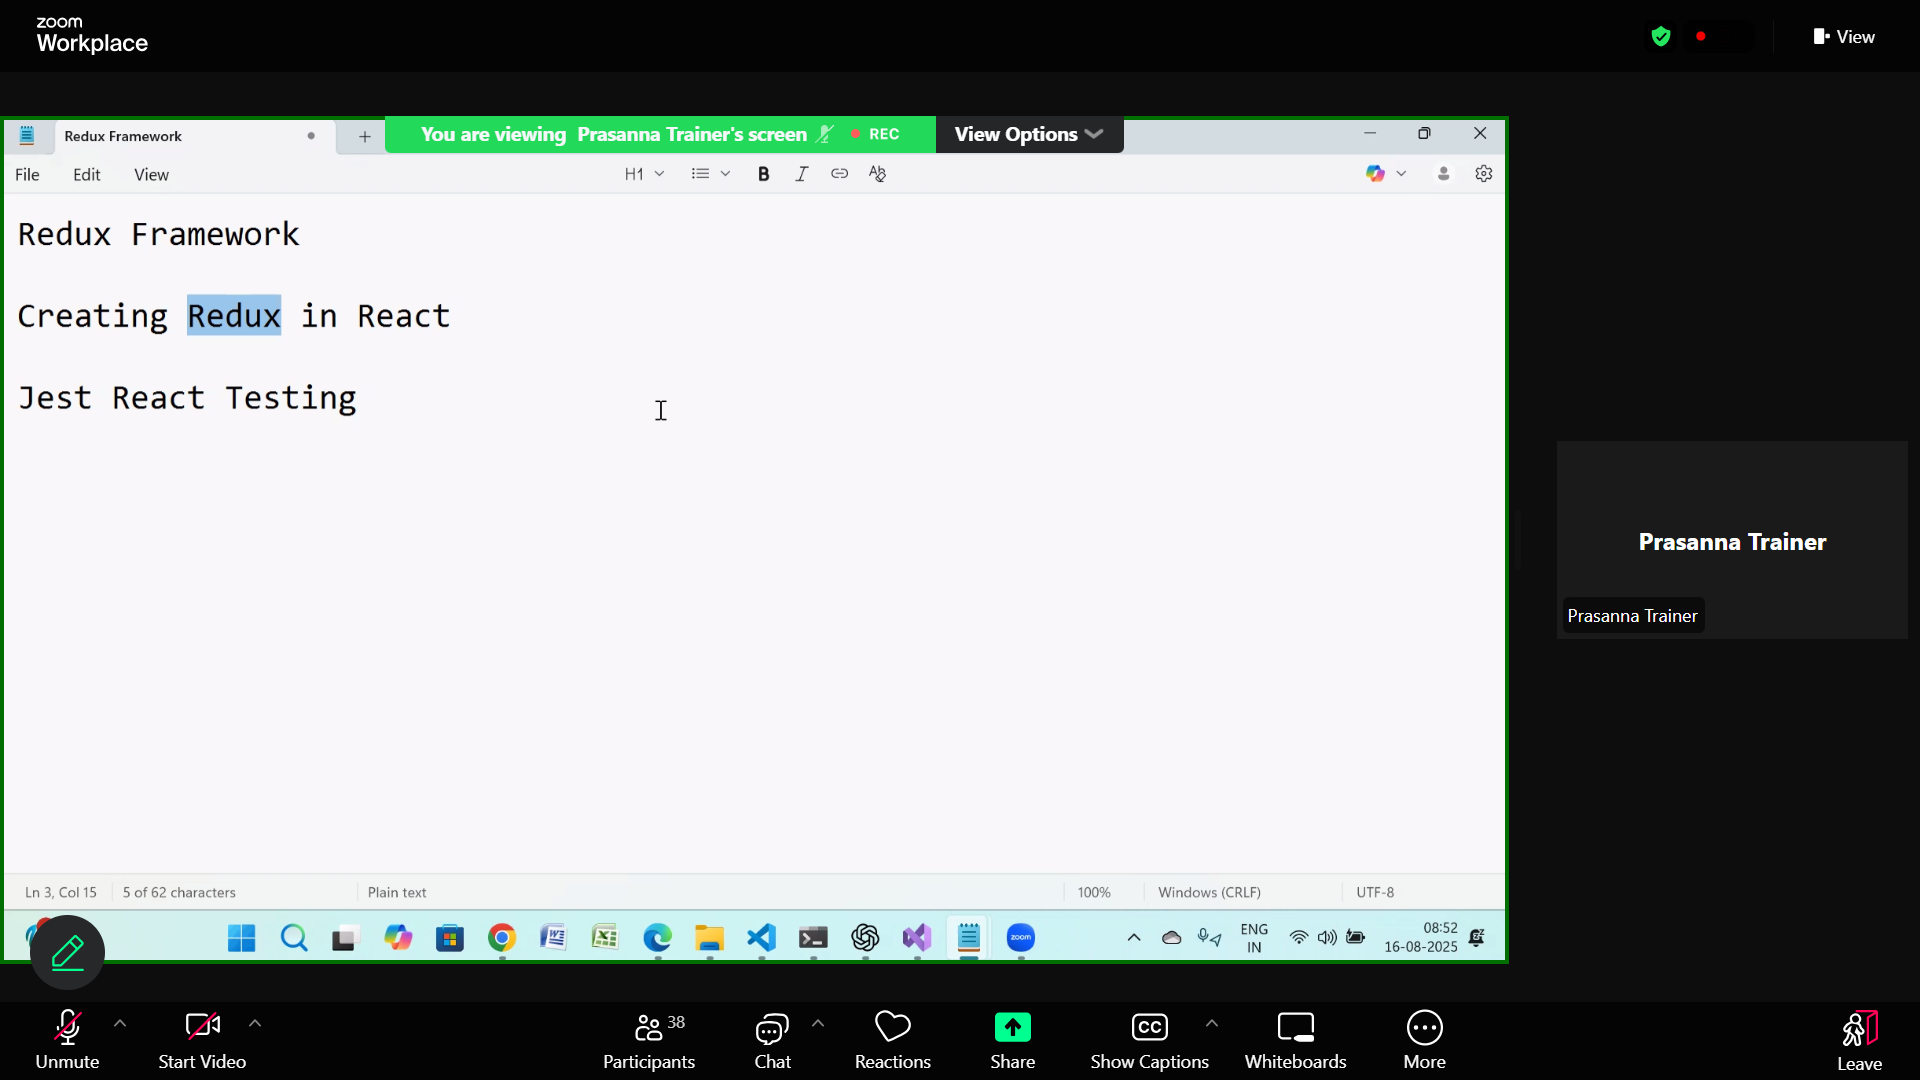 zoom
Workplace
View
Redux Framework
You are viewing Prasanna Trainer's screen
REC
View Options
File
Edit
View
H1
B
I
Redux Framework
Creating Redux in React
Jest React Testing
Prasanna Trainer
Prasanna Trainer
Ln 3, Col 15
5 of 62 characters
Plain text
100%
Windows (CRLF)
UTF-8
zoom
ENG
IN
08:52
16-08-2025
Unmute
Start Video
38
Participants
Chat
Reactions
Share
CC
Show Captions
Whiteboards
More
Leave